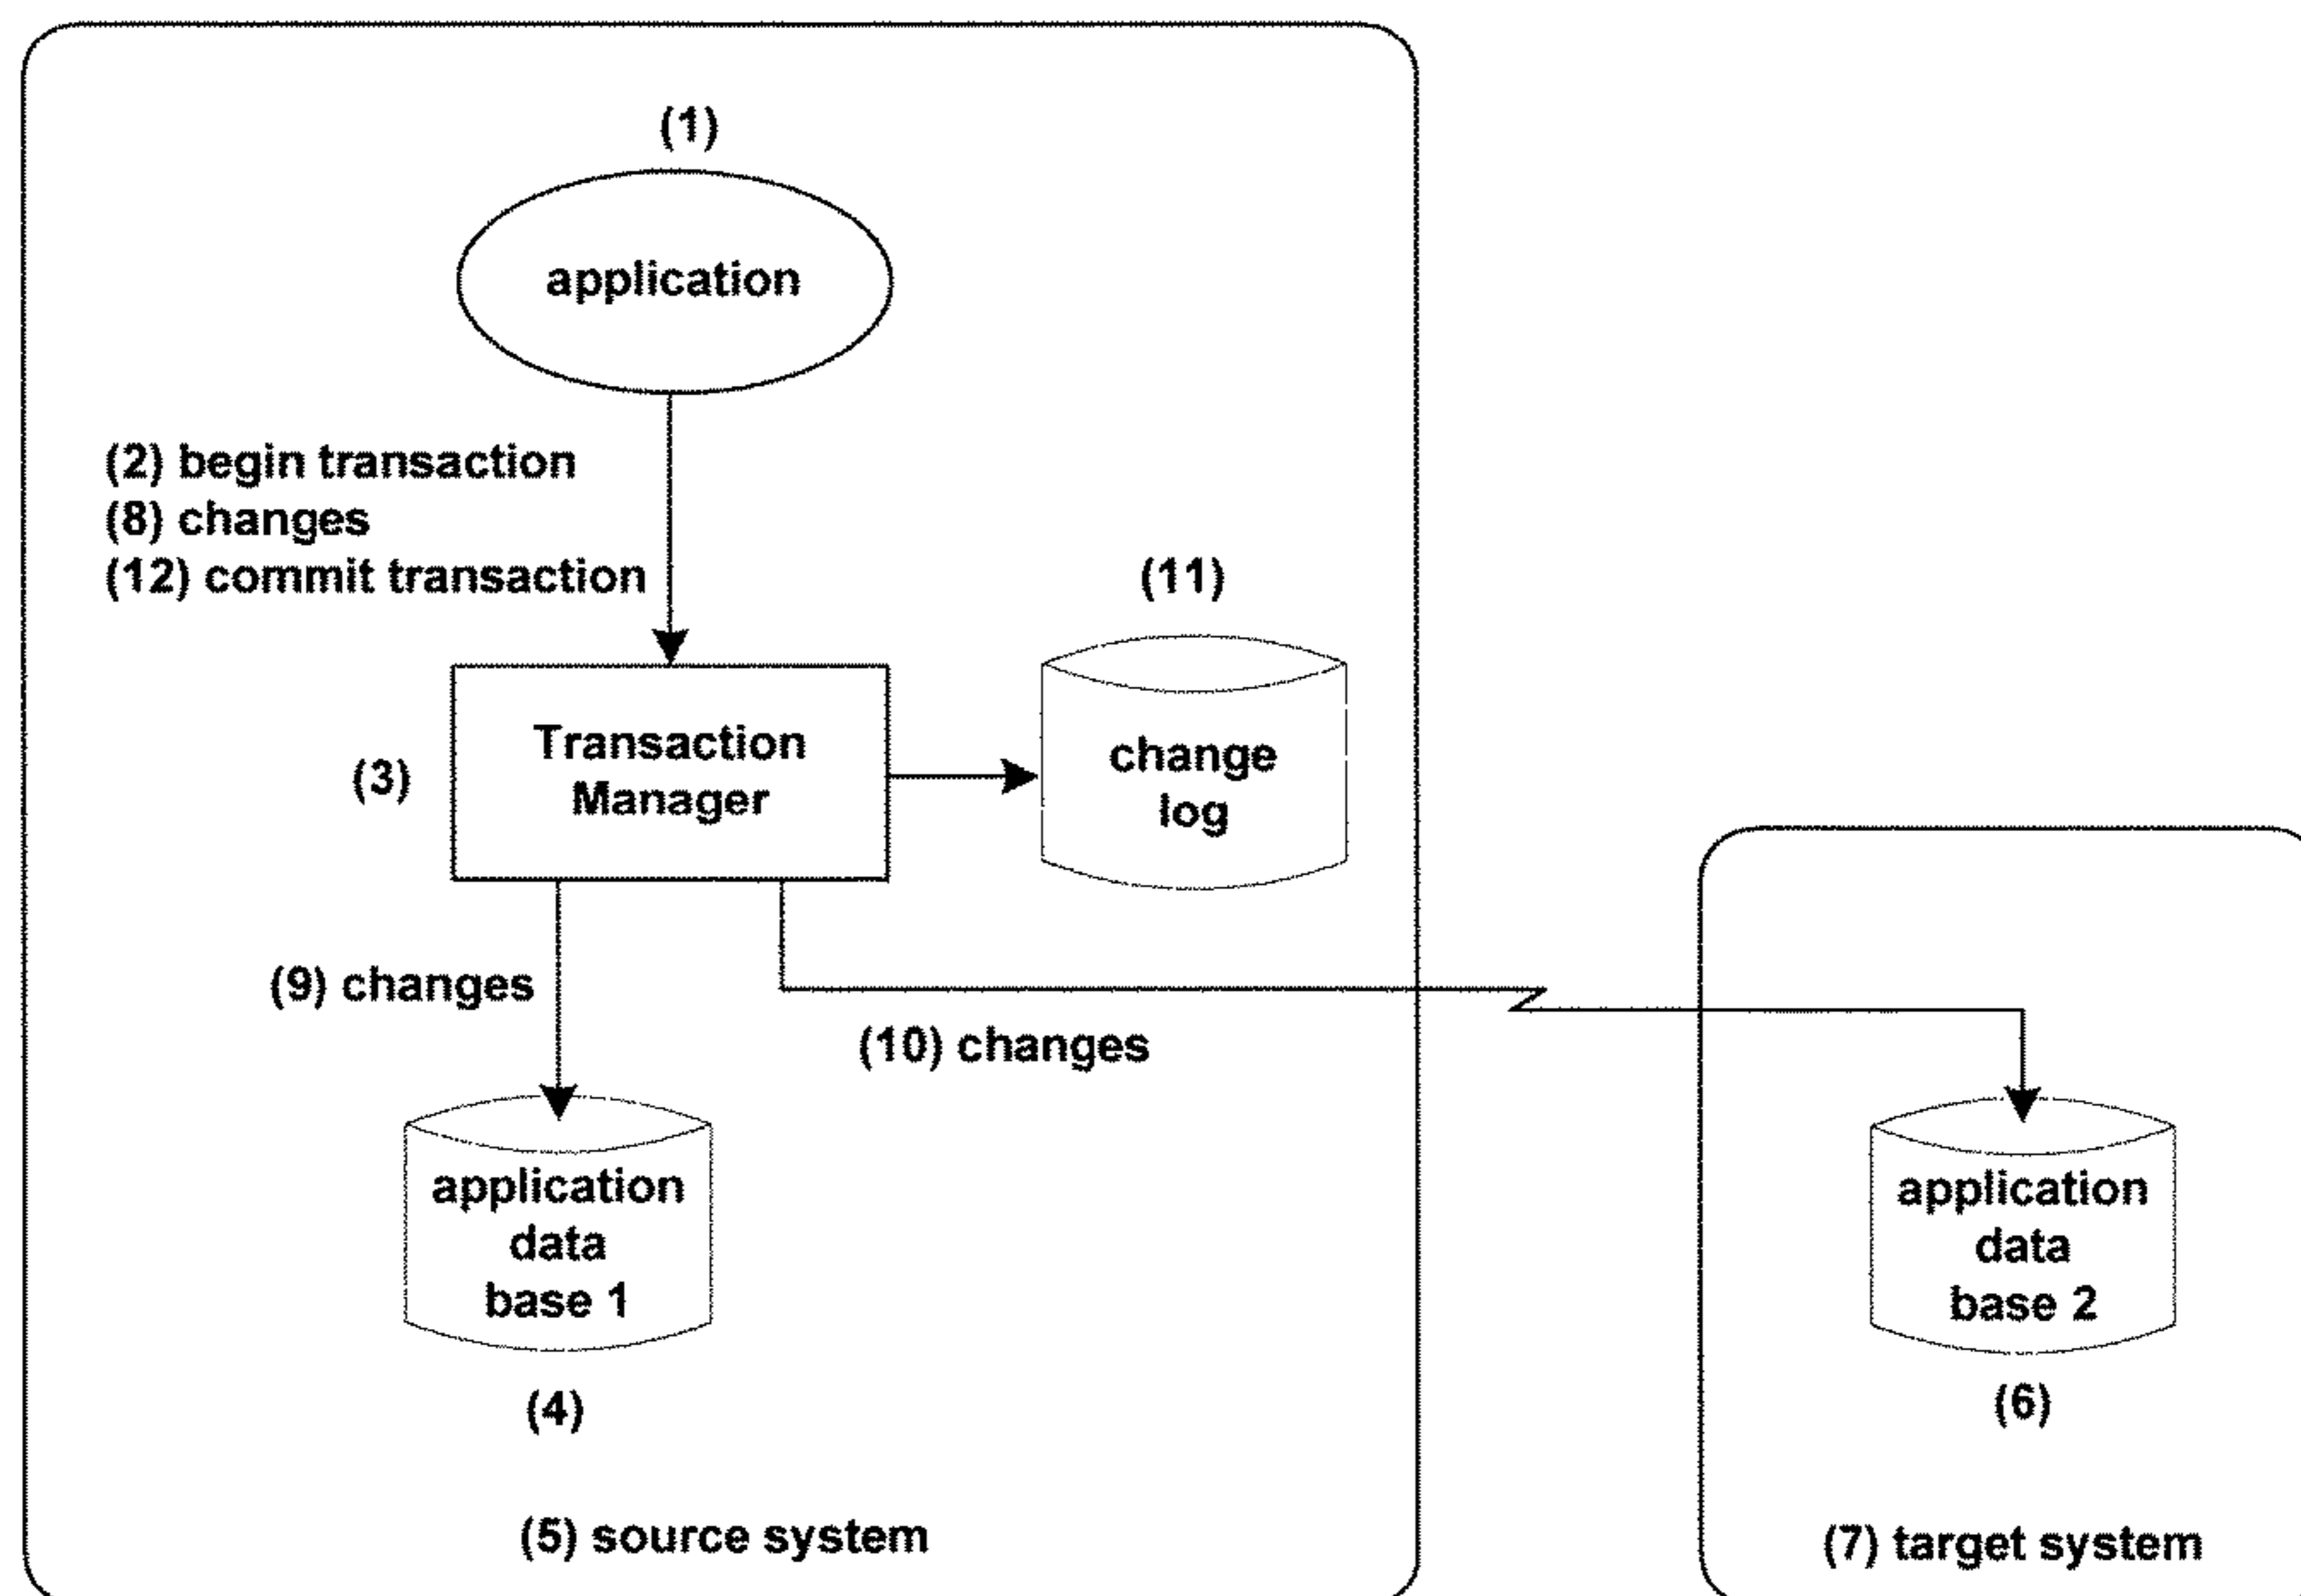 (1)
application
(2) begin transaction
(8) changes
(12) commit transaction
(11)
Transaction
Manager
(3)
change
log
(9) changes
(10) changes
application
data
base 1
application
data
base 2
(4)
(6)
(5) source system
(7) target system